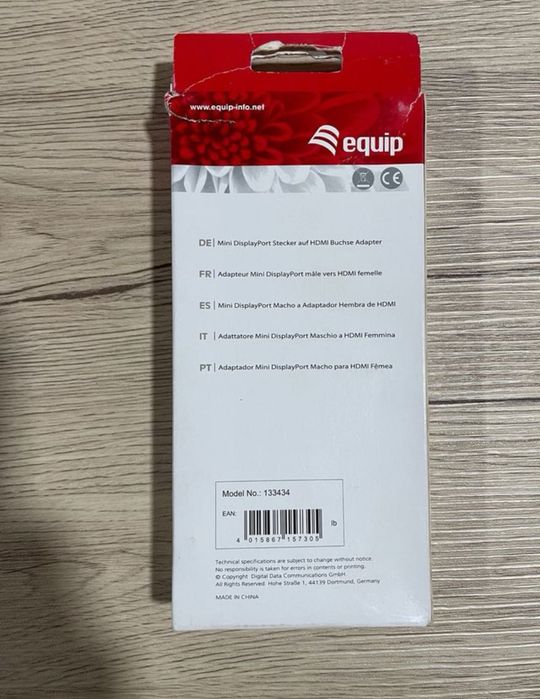 www.equip-info.net
equip
DE | Mini DisplayPort Stecker auf HDMI Buchse Adapter
FR | Adapteur Mini DisplayPort mâle vers HDMI femelle
ES | Mini DisplayPort Macho a Adaptador Hembra de HDMI
IT | Adattatore Mini DisplayPort Maschio a HDMI Femmina
PT | Adaptador Mini DisplayPort Macho para HDMI Fêmea
Model No.: 133434
EAN:
4 015867 157305
lb
Technical specifications are subject to change without notice.
No responsibility is taken for errors in contents or printing.
© Copyright Digital Data Communications GmbH.
All Rights Reserved. Hohe Straße 1, 44139 Dortmund, Germany
MADE IN CHINA